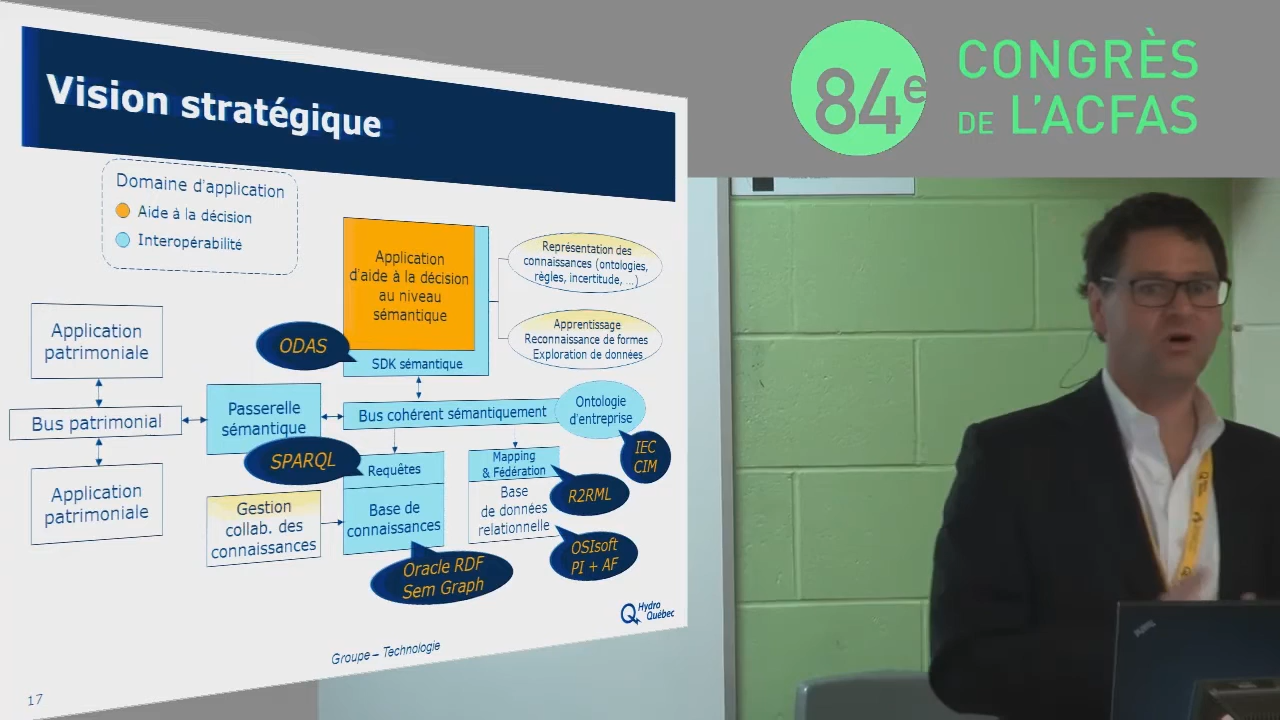 Vision stratégique
Domaine d'application
Aide à la décision
Interopérabilité
Application
d'aide à la décision
au niveau
sémantique
SDK sémantique
ODAS
Représentation des
connaissances (ontologies,
règles, incertitude, ...)
Apprentissage
Reconnaissance de formes
Exploration de données
Application
patrimoniale
Bus patrimonial
Application
patrimoniale
Passerelle
sémantique
Bus cohérent sémantiquement
Ontologie
d'entreprise
IEC
CIM
SPARQL
Requêtes
Base de
connaissances
Mapping
& Fédération
Base
de données
relationnelle
R2RML
OSIsoft
PI + AF
Gestion
collab. des
connaissances
Oracle RDF
Sem Graph
Hydro
Québec
Groupe – Technologie
17
84e
CONGRÈS
DE L'ACFAS